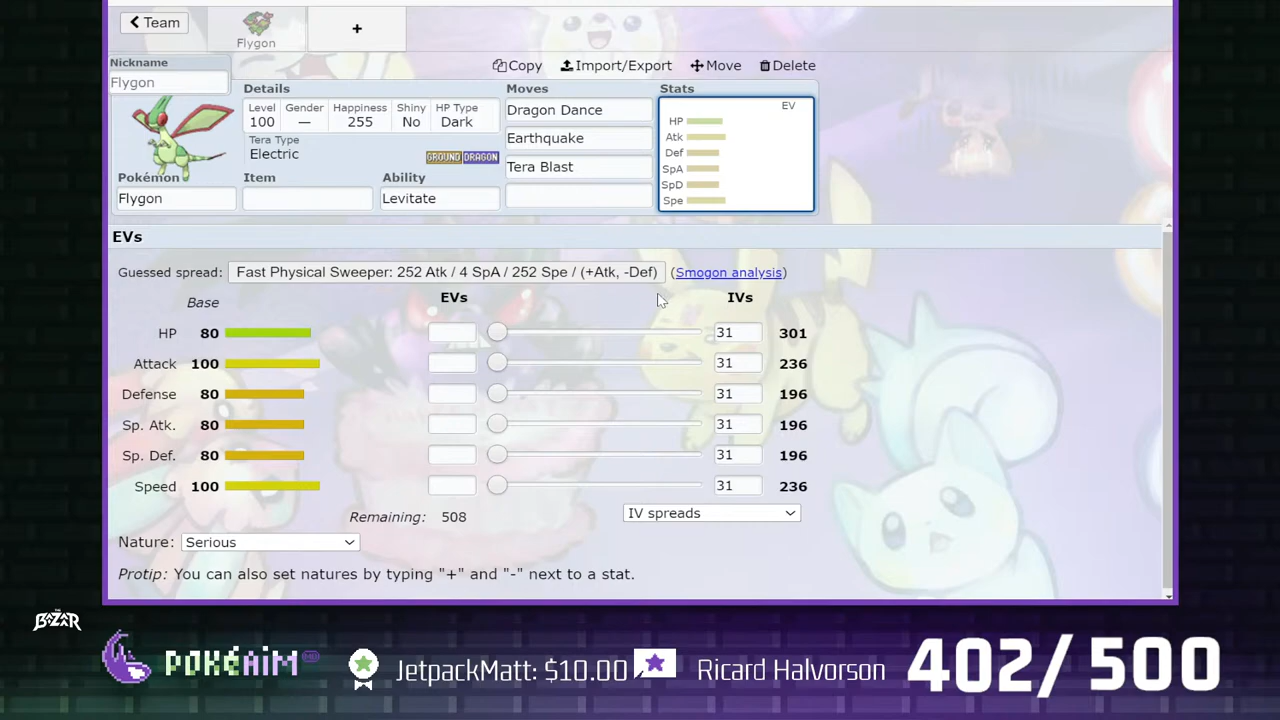 Team
Flygon
+
Nickname
Flygon
Copy Import/Export Move Delete
Details
Level Gender Happiness Shiny HP Type
100 — 255 No Dark
Tera Type
Electric
GROUND DRAGON
Pokémon
Flygon
Item
Ability
Levitate
Moves
Dragon Dance
Earthquake
Tera Blast
Stats
EV
HP
Atk
Def
SpA
SpD
Spe
EVs
Guessed spread: Fast Physical Sweeper: 252 Atk / 4 SpA / 252 Spe / (+Atk, -Def) (Smogon analysis)
Base EVs IVs
HP 80 31 301
Attack 100 31 236
Defense 80 31 196
Sp. Atk. 80 31 196
Sp. Def. 80 31 196
Speed 100 31 236
Remaining: 508 IV spreads
Nature: Serious
Protip: You can also set natures by typing "+" and "-" next to a stat.
THE BAZAR
POKÉAIM MD JetpackMatt: $10.00 Ricard Halvorson 402/500